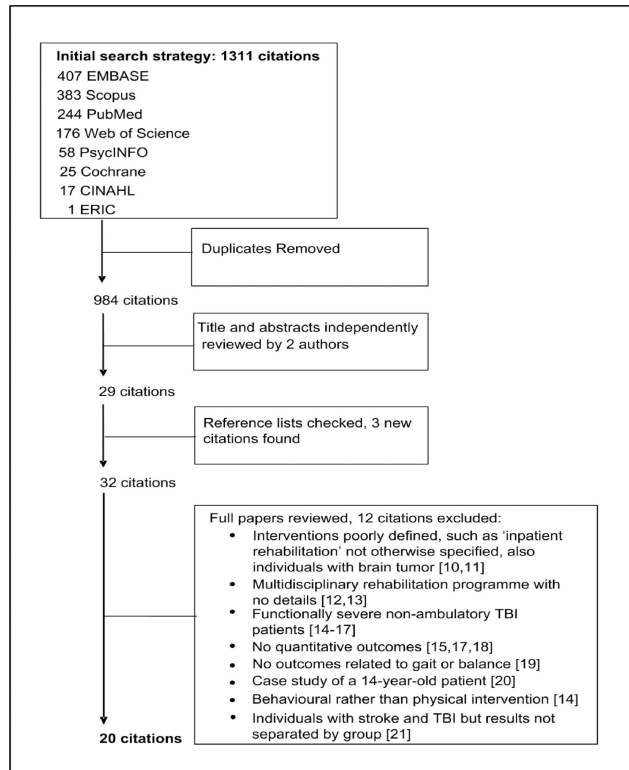 Initial search strategy: 1311 citations
407 EMBASE
383 Scopus
244 PubMed
176 Web of Science
58 PsycINFO
25 Cochrane
17 CINAHL
1 ERIC
Duplicates Removed
984 citations
Title and abstracts independently
reviewed by 2 authors
29 citations
Reference lists checked, 3 new
citations found
32 citations
Full papers reviewed, 12 citations excluded:
• Interventions poorly defined, such as ‘inpatient
rehabilitation’ not otherwise specified, also
individuals with brain tumor [10,11]
• Multidisciplinary rehabilitation programme with
no details [12,13]
• Functionally severe non-ambulatory TBI
patients [14-17]
• No quantitative outcomes [15,17,18]
• No outcomes related to gait or balance [19]
• Case study of a 14-year-old patient [20]
• Behavioural rather than physical intervention [14]
• Individuals with stroke and TBI but results not
separated by group [21]
20 citations